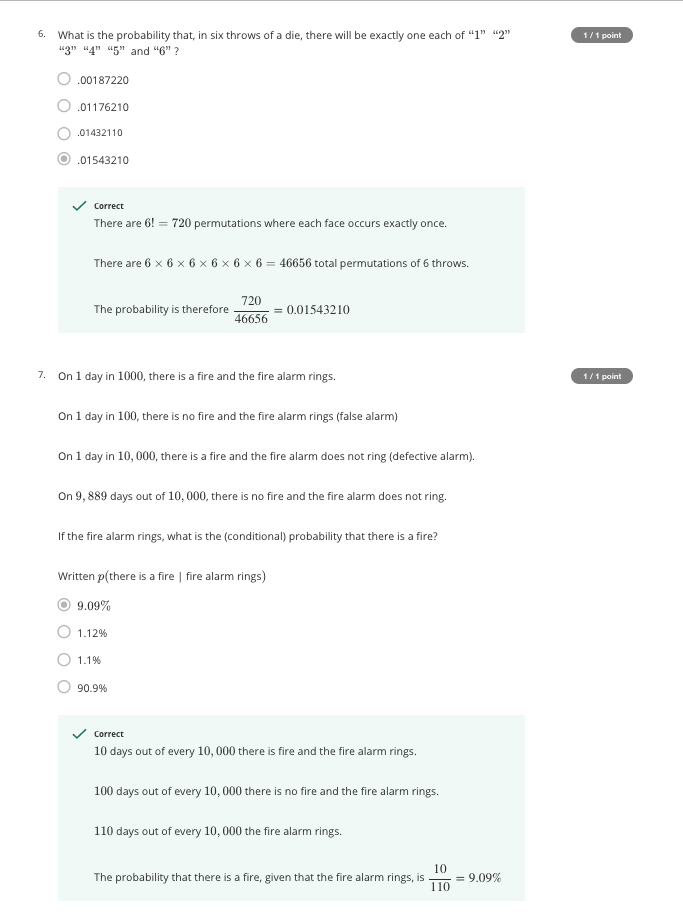 6. What is the probability that, in six throws of a die, there will be exactly one each of “1” “2” 1 / 1 point
“3” “4” “5” and “6” ?
.00187220
.01176210
.01432110
.01543210
Correct
There are 6! = 720 permutations where each face occurs exactly once.
There are 6 × 6 × 6 × 6 × 6 × 6 = 46656 total permutations of 6 throws.
The probability is therefore 720/46656 = 0.01543210
7. On 1 day in 1000, there is a fire and the fire alarm rings. 1 / 1 point
On 1 day in 100, there is no fire and the fire alarm rings (false alarm)
On 1 day in 10, 000, there is a fire and the fire alarm does not ring (defective alarm).
On 9, 889 days out of 10, 000, there is no fire and the fire alarm does not ring.
If the fire alarm rings, what is the (conditional) probability that there is a fire?
Written p(there is a fire | fire alarm rings)
9.09%
1.12%
1.1%
90.9%
Correct
10 days out of every 10, 000 there is fire and the fire alarm rings.
100 days out of every 10, 000 there is no fire and the fire alarm rings.
110 days out of every 10, 000 the fire alarm rings.
The probability that there is a fire, given that the fire alarm rings, is 10/110 = 9.09%